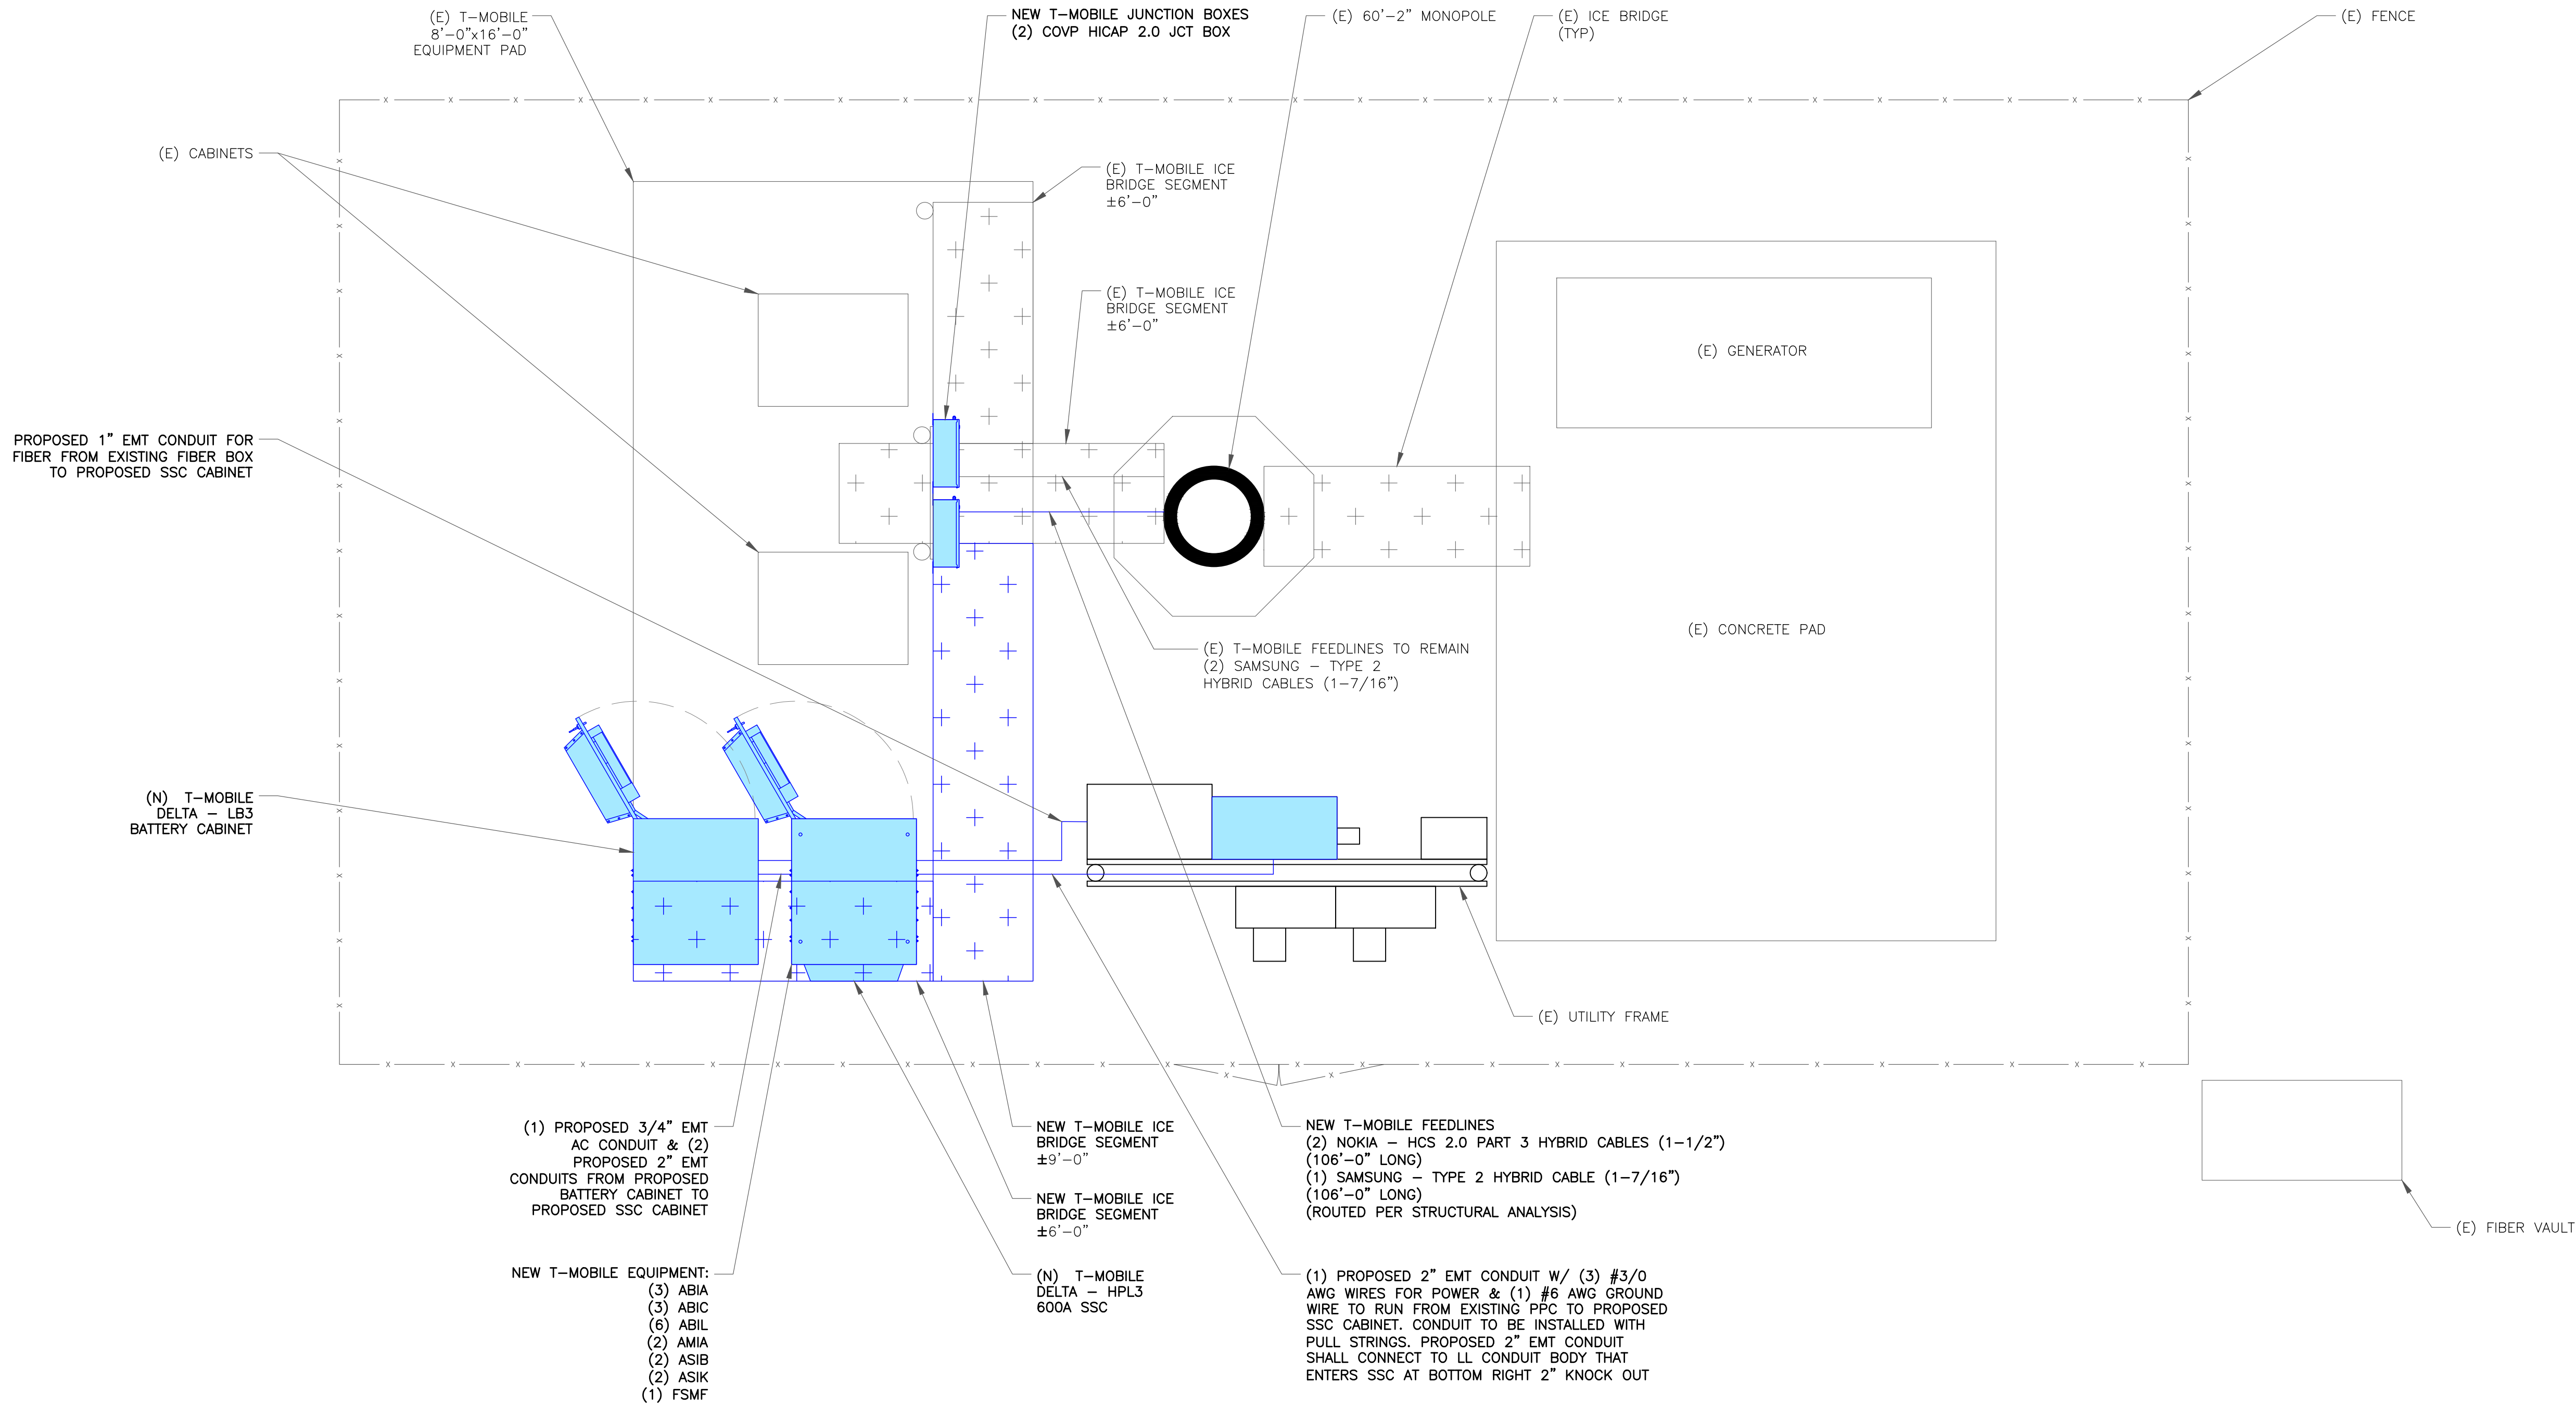 (E) T-MOBILE
8'-0"x16'-0"
EQUIPMENT PAD
NEW T-MOBILE JUNCTION BOXES
(2) COVP HICAP 2.0 JCT BOX
(E) 60'-2" MONOPOLE
(E) ICE BRIDGE
(TYP)
(E) FENCE
(E) CABINETS
(E) T-MOBILE ICE
BRIDGE SEGMENT
±6'-0"
(E) T-MOBILE ICE
BRIDGE SEGMENT
±6'-0"
(E) GENERATOR
PROPOSED 1" EMT CONDUIT FOR
FIBER FROM EXISTING FIBER BOX
TO PROPOSED SSC CABINET
(E) CONCRETE PAD
(E) T-MOBILE FEEDLINES TO REMAIN
(2) SAMSUNG - TYPE 2
HYBRID CABLES (1-7/16")
(N) T-MOBILE
DELTA - LB3
BATTERY CABINET
(E) UTILITY FRAME
(1) PROPOSED 3/4" EMT
AC CONDUIT & (2)
PROPOSED 2" EMT
CONDUITS FROM PROPOSED
BATTERY CABINET TO
PROPOSED SSC CABINET
NEW T-MOBILE ICE
BRIDGE SEGMENT
±9'-0"
NEW T-MOBILE ICE
BRIDGE SEGMENT
±6'-0"
NEW T-MOBILE FEEDLINES
(2) NOKIA - HCS 2.0 PART 3 HYBRID CABLES (1-1/2")
(106'-0" LONG)
(1) SAMSUNG - TYPE 2 HYBRID CABLE (1-7/16")
(106'-0" LONG)
(ROUTED PER STRUCTURAL ANALYSIS)
(E) FIBER VAULT
NEW T-MOBILE EQUIPMENT:
(3) ABIA
(3) ABIC
(6) ABIL
(2) AMIA
(2) ASIB
(2) ASIK
(1) FSMF
(N) T-MOBILE
DELTA - HPL3
600A SSC
(1) PROPOSED 2" EMT CONDUIT W/ (3) #3/0
AWG WIRES FOR POWER & (1) #6 AWG GROUND
WIRE TO RUN FROM EXISTING PPC TO PROPOSED
SSC CABINET. CONDUIT TO BE INSTALLED WITH
PULL STRINGS. PROPOSED 2" EMT CONDUIT
SHALL CONNECT TO LL CONDUIT BODY THAT
ENTERS SSC AT BOTTOM RIGHT 2" KNOCK OUT